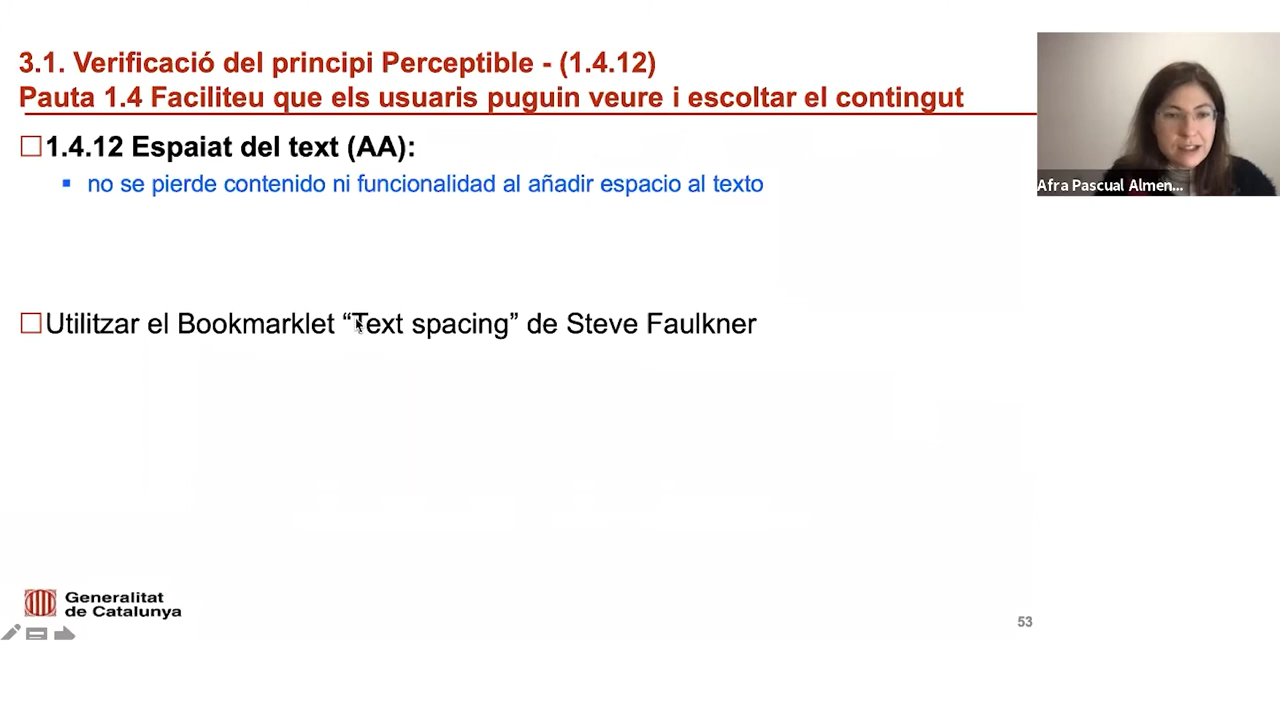 3.1. Verificació del principi Perceptible - (1.4.12)
Pauta 1.4 Faciliteu que els usuaris puguin veure i escoltar el contingut
1.4.12 Espaiat del text (AA):
no se pierde contenido ni funcionalidad al añadir espacio al texto
Utilitzar el Bookmarklet “Text spacing” de Steve Faulkner
Afra Pascual Almen...
Generalitat
de Catalunya
53